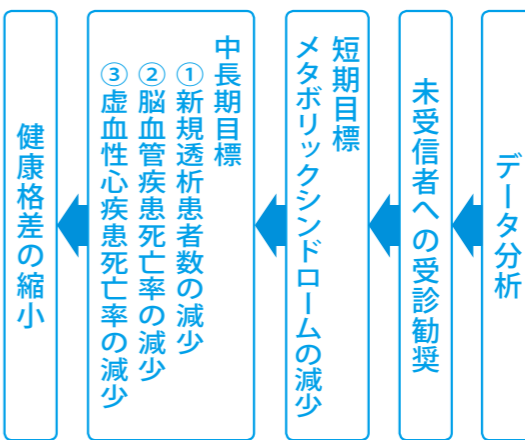 データ分析
未受信者への受診勧奨
短期目標
メタボリックシンドロームの減少
中長期目標
①新規透析患者数の減少
②脳血管疾患死亡率の減少
③虚血性心疾患死亡率の減少
健康格差の縮小